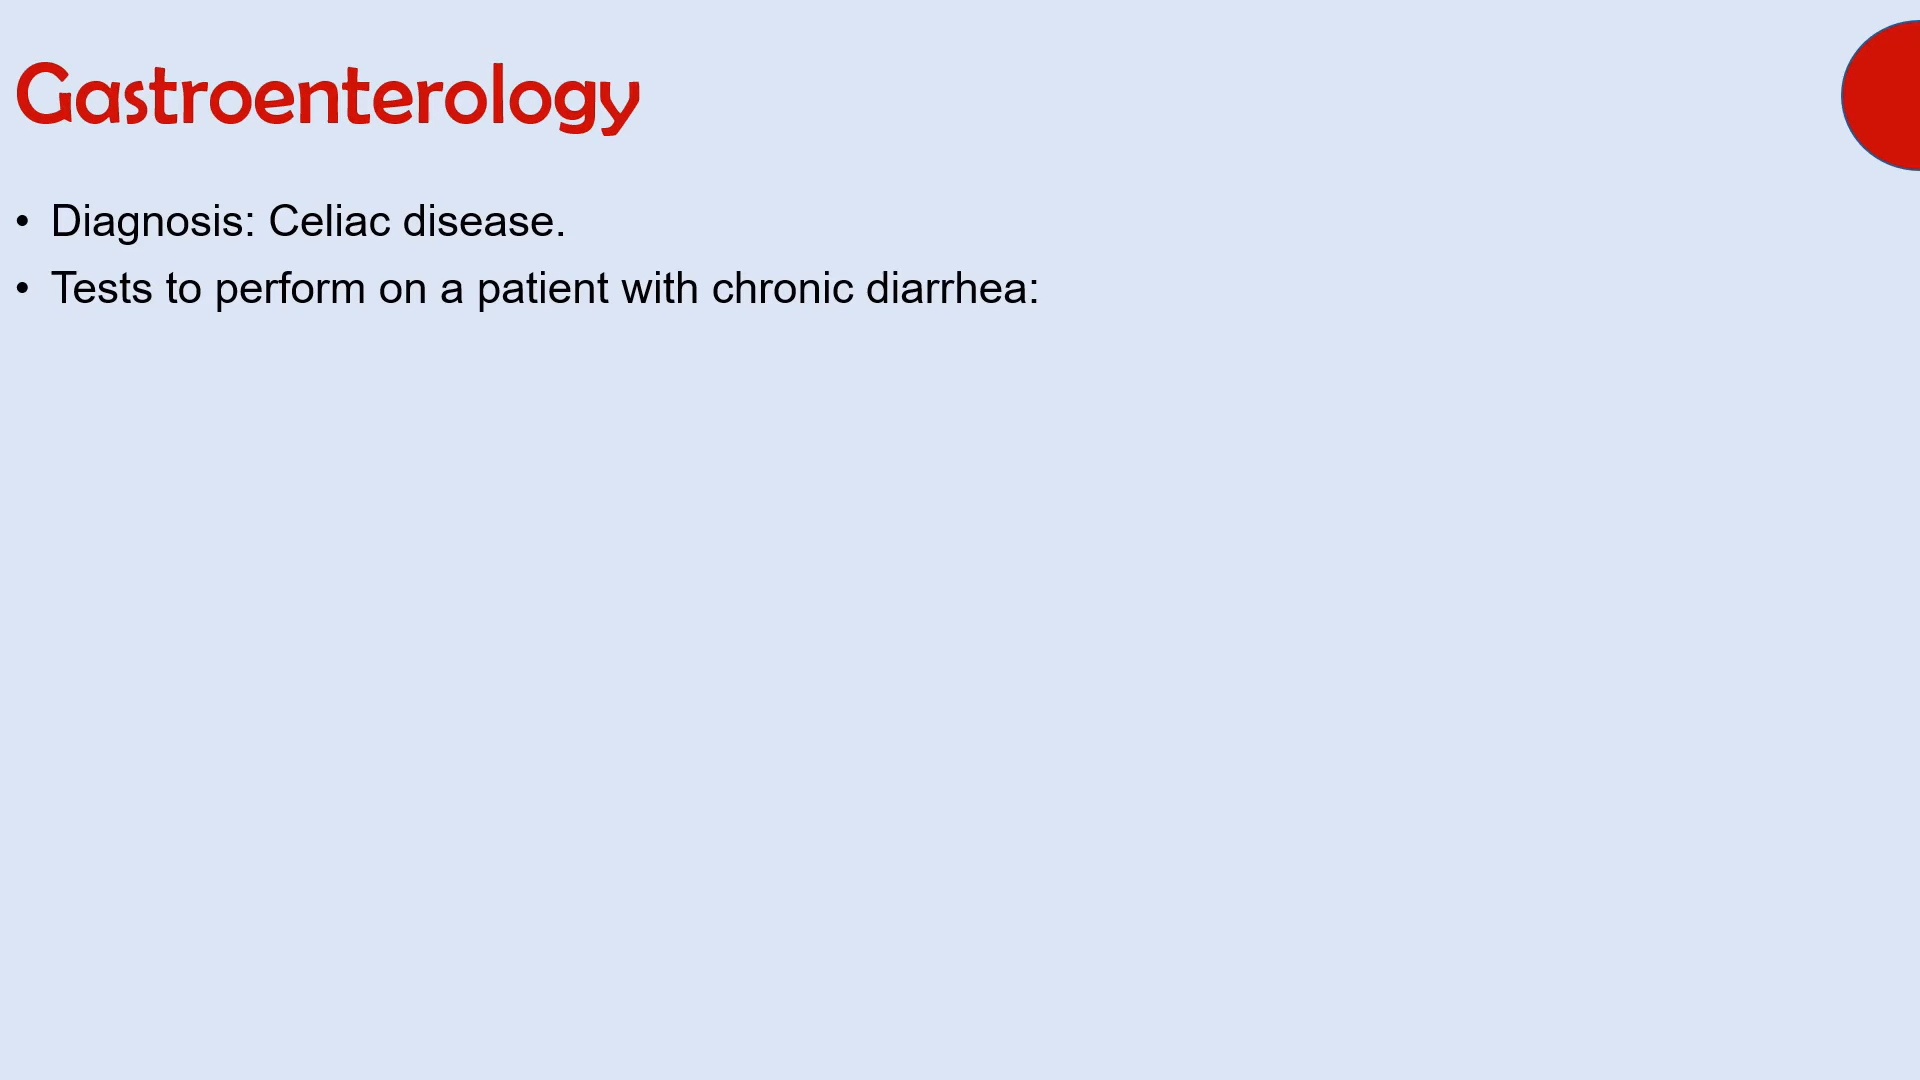 Gastroenterology
• Diagnosis: Celiac disease.
• Tests to perform on a patient with chronic diarrhea: